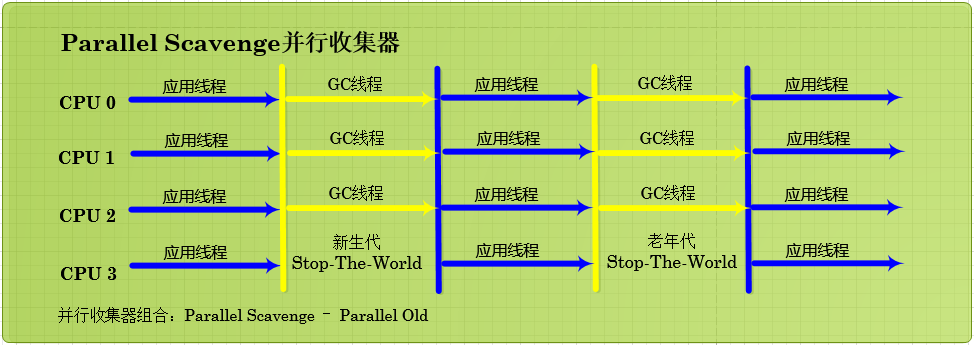 Parallel Scavenge并行收集器
CPU 0 应用线程 GC线程 应用线程 GC线程 应用线程
CPU 1 应用线程 GC线程 应用线程 GC线程 应用线程
CPU 2 应用线程 GC线程 应用线程 GC线程 应用线程
CPU 3 应用线程 新生代 应用线程 老年代 应用线程
Stop-The-World Stop-The-World
并行收集器组合：Parallel Scavenge - Parallel Old